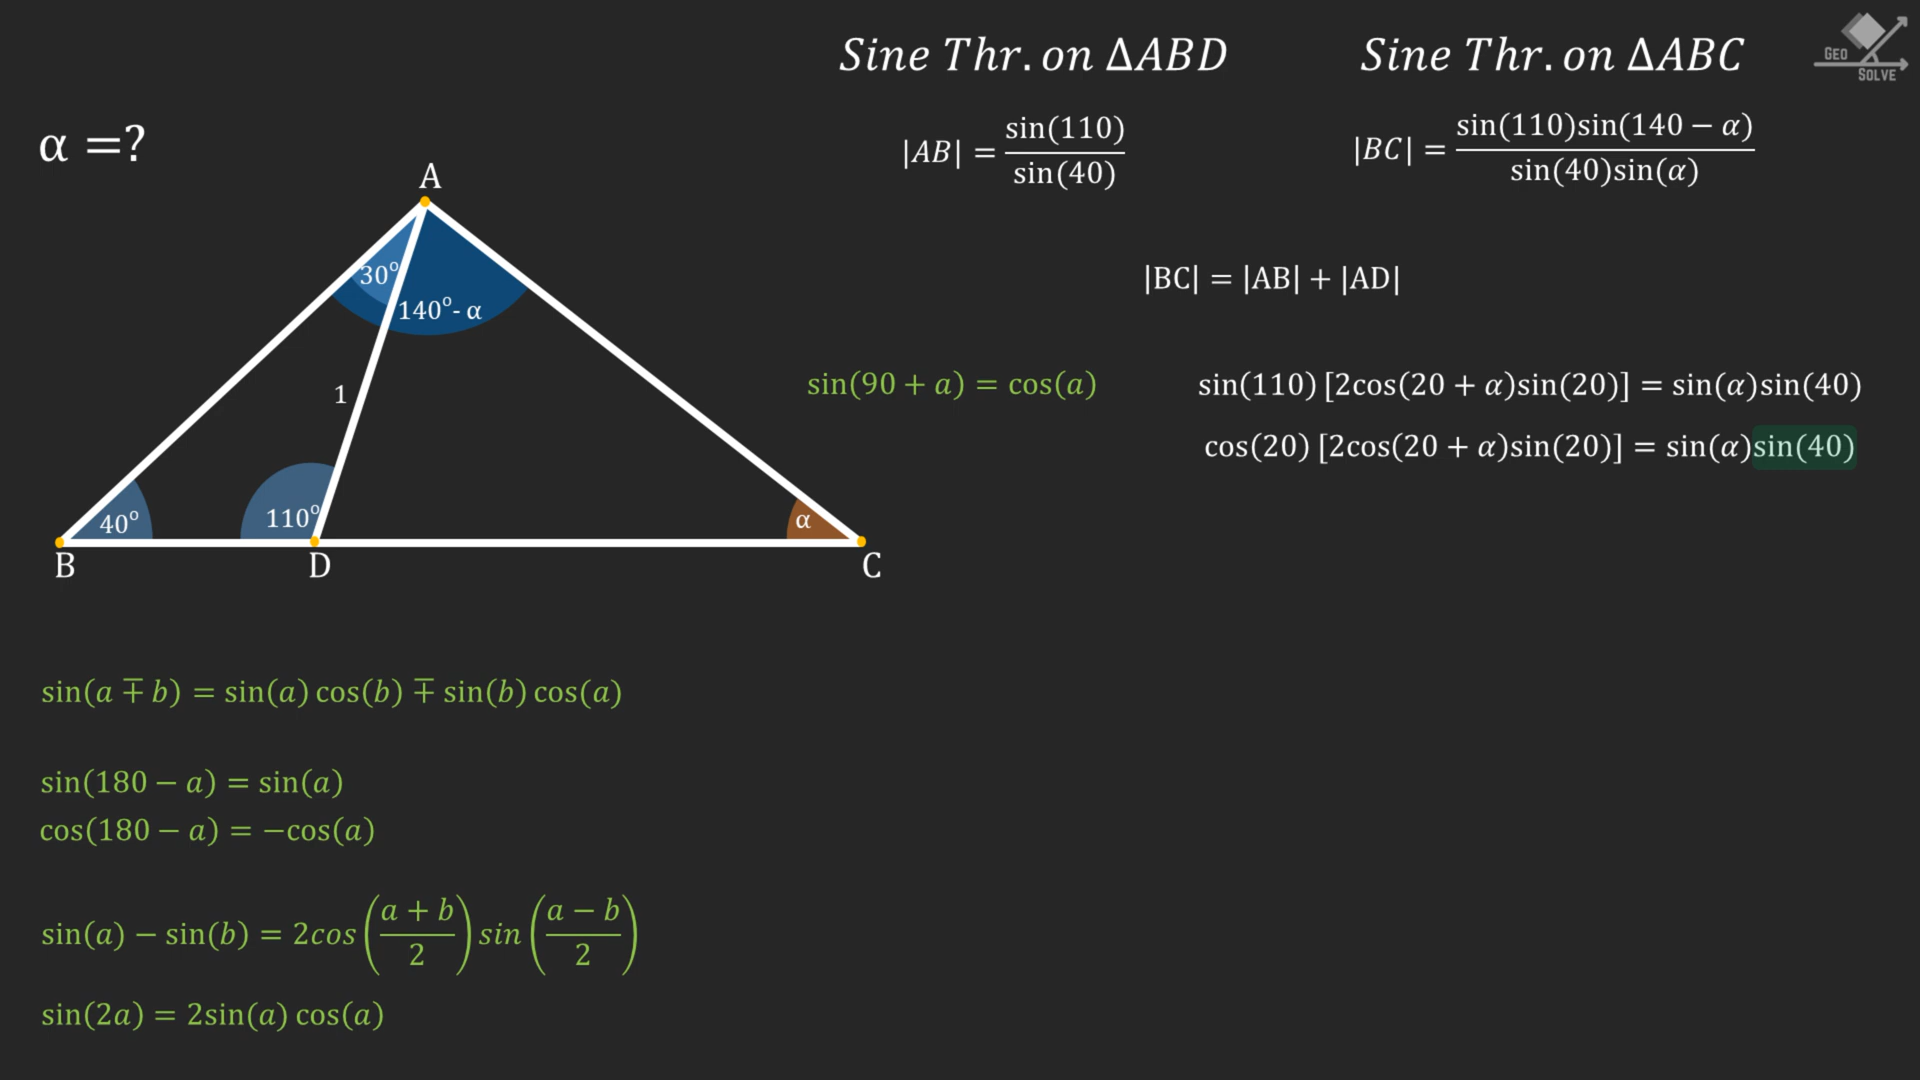 Sine Thr. on ΔABD
Sine Thr. on ΔABC
GEO
SOLVE
α =?
|AB| = sin(110) / sin(40)
|BC| = sin(110)sin(140 − α) / sin(40)sin(α)
A
30°
140°- α
|BC| = |AB| + |AD|
1
sin(90 + a) = cos(a)
sin(110) [2cos(20 + α)sin(20)] = sin(α)sin(40)
cos(20) [2cos(20 + α)sin(20)] = sin(α)sin(40)
40°
110°
α
B
D
C
sin(a ∓ b) = sin(a) cos(b) ∓ sin(b) cos(a)
sin(180 − a) = sin(a)
cos(180 − a) = −cos(a)
sin(a) − sin(b) = 2cos((a + b) / 2) sin((a − b) / 2)
sin(2a) = 2sin(a) cos(a)